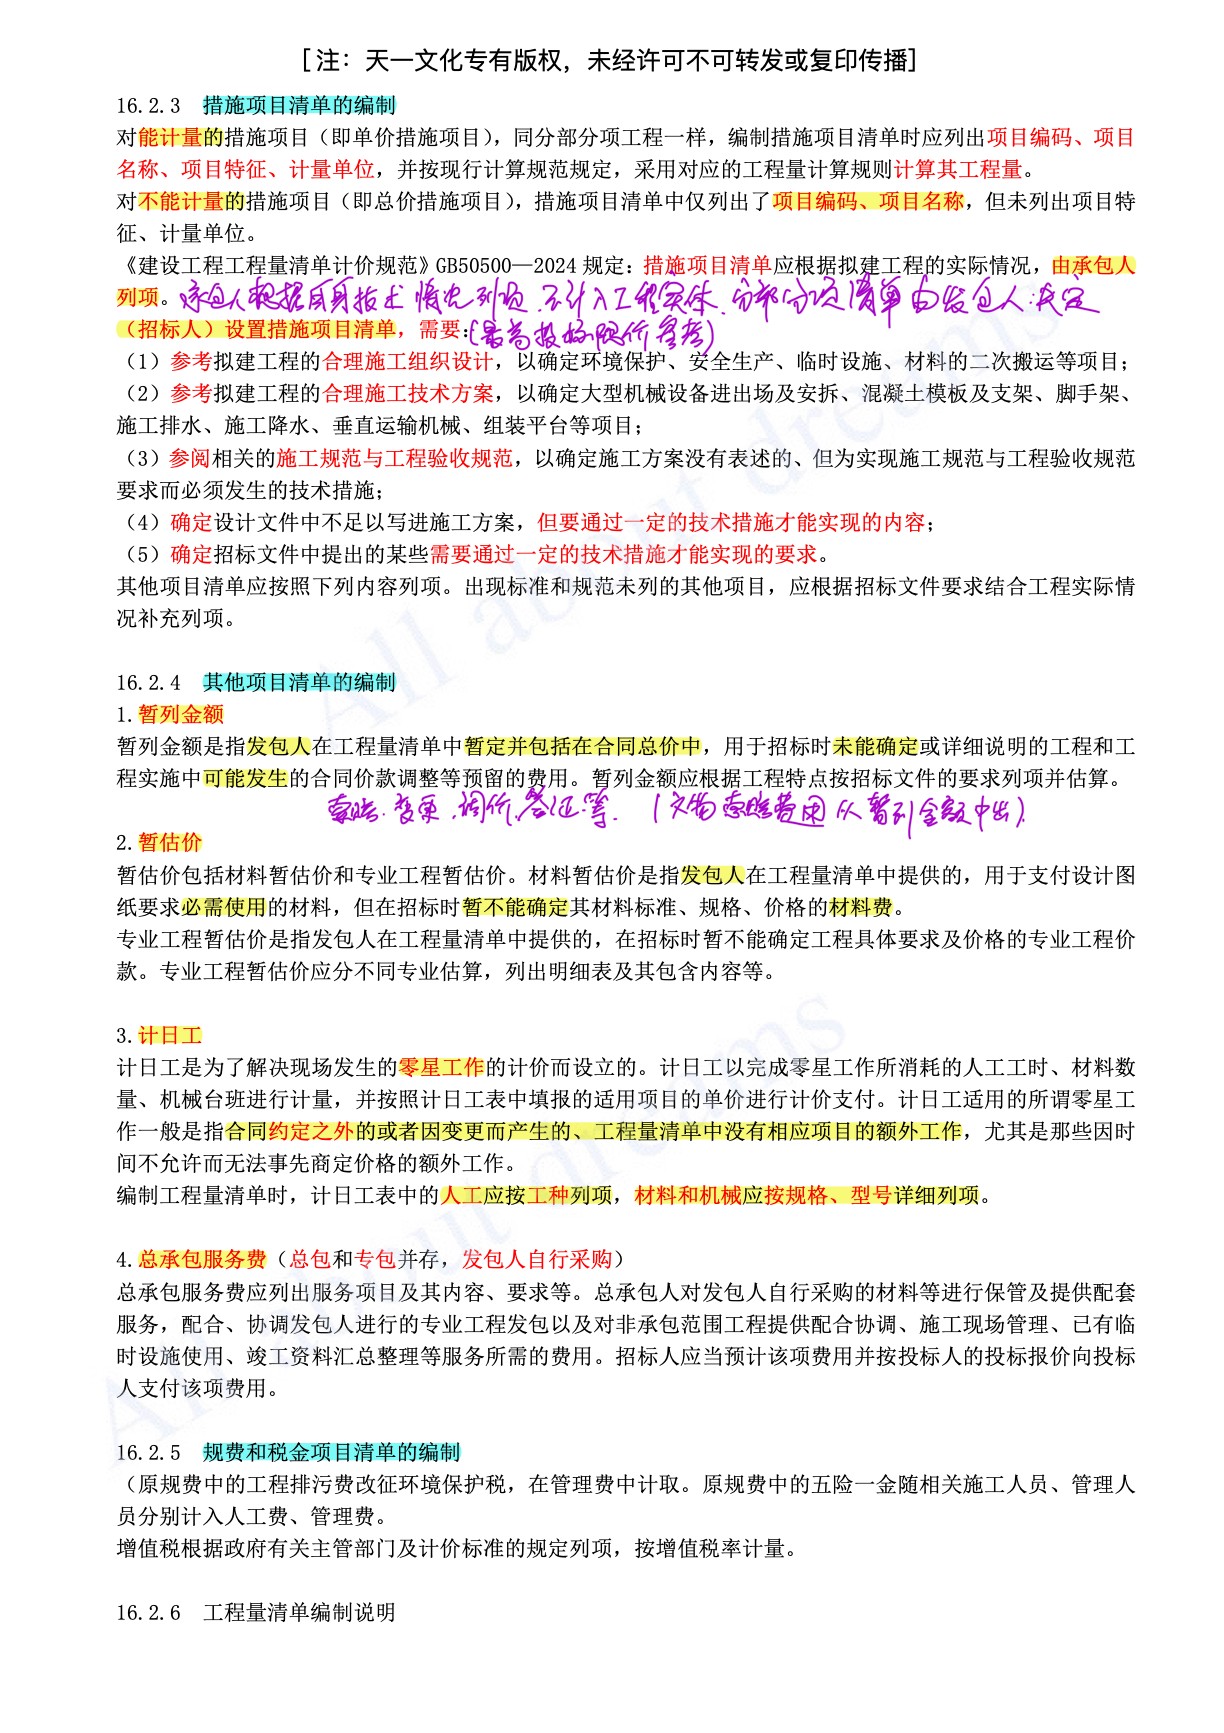 [注：天一文化专有版权，未经许可不可转发或复印传播]
16.2.3 措施项目清单的编制
对能计量的措施项目（即单价措施项目），同分部分项工程一样，编制措施项目清单时应列出项目编码、项目
名称、项目特征、计量单位，并按现行计算规范规定，采用对应的工程量计算规则计算其工程量。
对不能计量的措施项目（即总价措施项目），措施项目清单中仅列出了项目编码、项目名称，但未列出项目特
征、计量单位。
《建设工程工程量清单计价规范》GB50500—2024 规定：措施项目清单应根据拟建工程的实际情况，由承包人
列项。承包人根据自身技术情况列项.不计入工程实体.分部分项清单由发包人决定
（招标人）设置措施项目清单，需要：(最高投标限价参考)
（1）参考拟建工程的合理施工组织设计，以确定环境保护、安全生产、临时设施、材料的二次搬运等项目；
（2）参考拟建工程的合理施工技术方案，以确定大型机械设备进出场及安拆、混凝土模板及支架、脚手架、
施工排水、施工降水、垂直运输机械、组装平台等项目；
（3）参阅相关的施工规范与工程验收规范，以确定施工方案没有表述的、但为实现施工规范与工程验收规范
要求而必须发生的技术措施；
（4）确定设计文件中不足以写进施工方案，但要通过一定的技术措施才能实现的内容；
（5）确定招标文件中提出的某些需要通过一定的技术措施才能实现的要求。
其他项目清单应按照下列内容列项。出现标准和规范未列的其他项目，应根据招标文件要求结合工程实际情
况补充列项。
16.2.4 其他项目清单的编制
1.暂列金额
暂列金额是指发包人在工程量清单中暂定并包括在合同总价中，用于招标时未能确定或详细说明的工程和工
程实施中可能发生的合同价款调整等预留的费用。暂列金额应根据工程特点按招标文件的要求列项并估算。
索赔.变更.调价.签证.等.（文物索赔费用从暂列金额中出）.
2.暂估价
暂估价包括材料暂估价和专业工程暂估价。材料暂估价是指发包人在工程量清单中提供的，用于支付设计图
纸要求必需使用的材料，但在招标时暂不能确定其材料标准、规格、价格的材料费。
专业工程暂估价是指发包人在工程量清单中提供的，在招标时暂不能确定工程具体要求及价格的专业工程价
款。专业工程暂估价应分不同专业估算，列出明细表及其包含内容等。
3.计日工
计日工是为了解决现场发生的零星工作的计价而设立的。计日工以完成零星工作所消耗的人工工时、材料数
量、机械台班进行计量，并按照计日工表中填报的适用项目的单价进行计价支付。计日工适用的所谓零星工
作一般是指合同约定之外的或者因变更而产生的、工程量清单中没有相应项目的额外工作，尤其是那些因时
间不允许而无法事先商定价格的额外工作。
编制工程量清单时，计日工表中的人工应按工种列项，材料和机械应按规格、型号详细列项。
4.总承包服务费（总包和专包并存，发包人自行采购）
总承包服务费应列出服务项目及其内容、要求等。总承包人对发包人自行采购的材料等进行保管及提供配套
服务，配合、协调发包人进行的专业工程发包以及对非承包范围工程提供配合协调、施工现场管理、已有临
时设施使用、竣工资料汇总整理等服务所需的费用。招标人应当预计该项费用并按投标人的投标报价向投标
人支付该项费用。
16.2.5 规费和税金项目清单的编制
（原规费中的工程排污费改征环境保护税，在管理费中计取。原规费中的五险一金随相关施工人员、管理人
员分别计入人工费、管理费。
增值税根据政府有关主管部门及计价标准的规定列项，按增值税率计量。
16.2.6 工程量清单编制说明
All about dreams
All about dreams